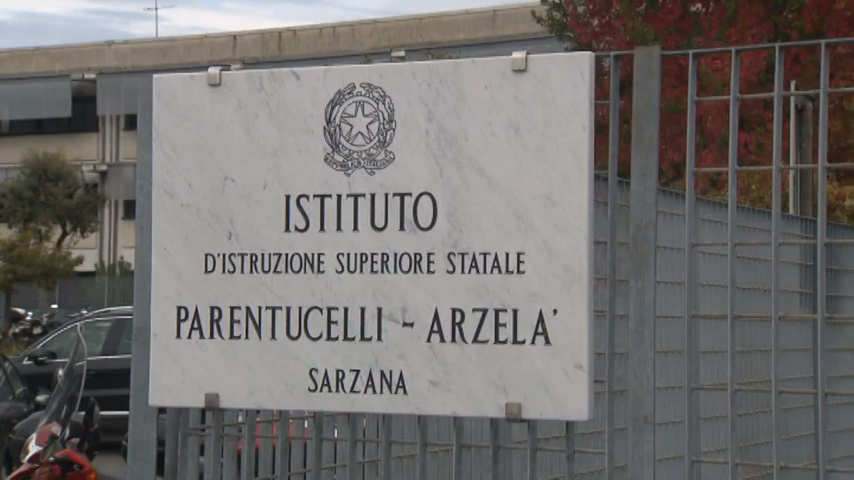 ISTITUTO
D'ISTRUZIONE SUPERIORE STATALE
PARENTUCELLI - ARZELA'
SARZANA